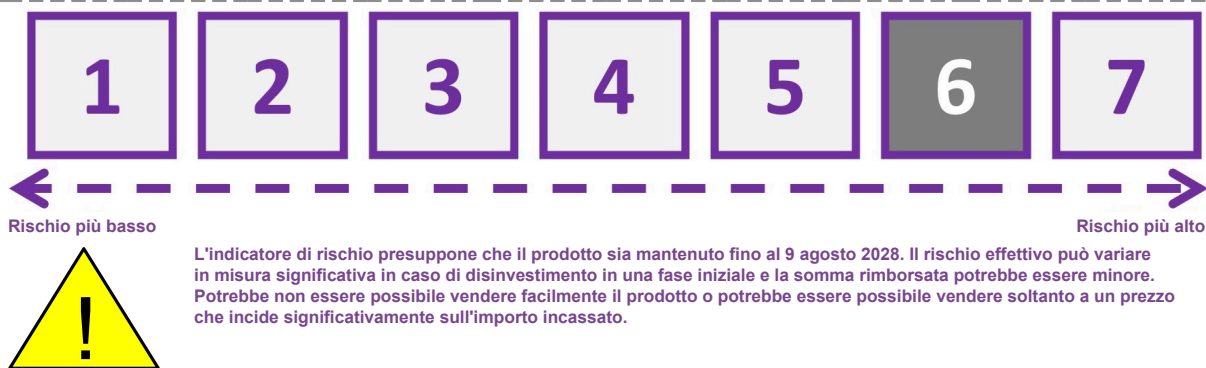 1 2 3 4 5 6 7
Rischio più basso Rischio più alto
L'indicatore di rischio presuppone che il prodotto sia mantenuto fino al 9 agosto 2028. Il rischio effettivo può variare
in misura significativa in caso di disinvestimento in una fase iniziale e la somma rimborsata potrebbe essere minore.
Potrebbe non essere possibile vendere facilmente il prodotto o potrebbe essere possibile vendere soltanto a un prezzo
che incide significativamente sull'importo incassato.
!